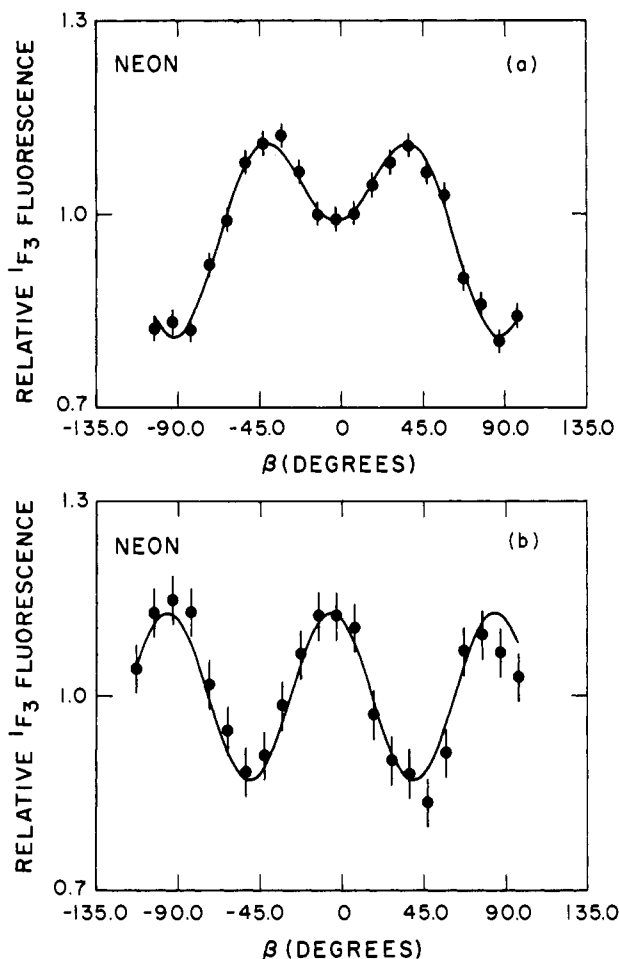 1.3
NEON (a)
RELATIVE ¹F₃ FLUORESCENCE
1.0
0.7
-135.0 -90.0 -45.0 0 45.0 90.0 135.0
β (DEGREES)
1.3
NEON (b)
RELATIVE ¹F₃ FLUORESCENCE
1.0
0.7
-135.0 -90.0 -45.0 0 45.0 90.0 135.0
β (DEGREES)